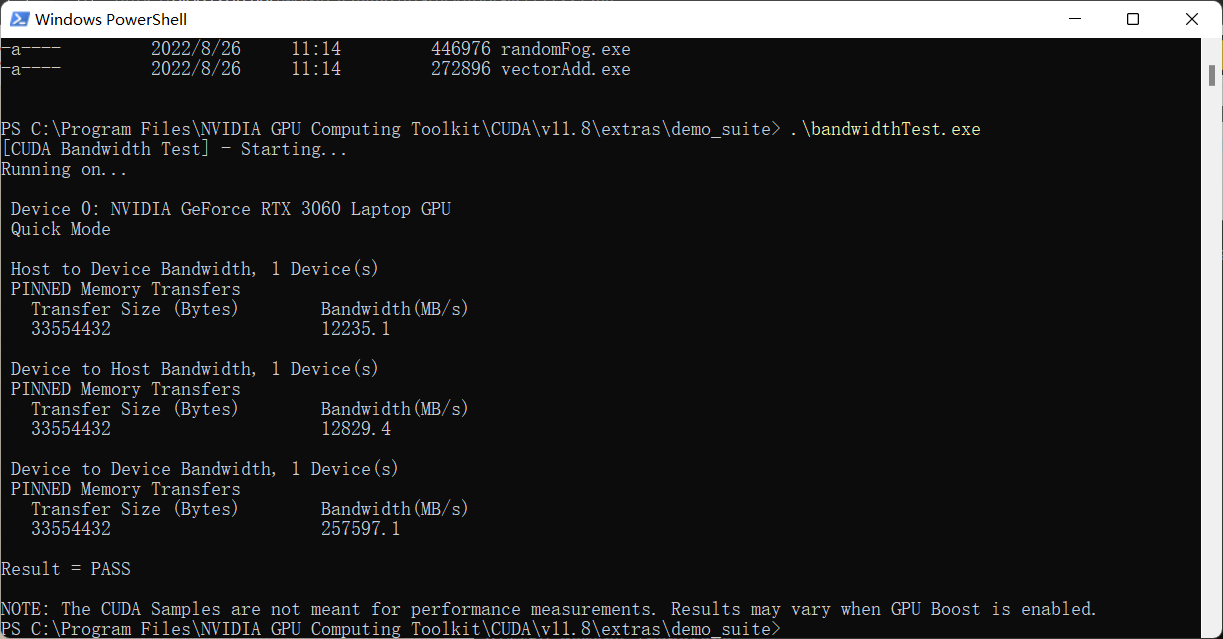 Windows PowerShell
-a---- 2022/8/26 11:14 446976 randomFog.exe
-a---- 2022/8/26 11:14 272896 vectorAdd.exe
PS C:\Program Files\NVIDIA GPU Computing Toolkit\CUDA\v11.8\extras\demo_suite> .\bandwidthTest.exe
[CUDA Bandwidth Test] - Starting...
Running on...
Device 0: NVIDIA GeForce RTX 3060 Laptop GPU
Quick Mode
Host to Device Bandwidth, 1 Device(s)
PINNED Memory Transfers
Transfer Size (Bytes) Bandwidth(MB/s)
33554432 12235.1
Device to Host Bandwidth, 1 Device(s)
PINNED Memory Transfers
Transfer Size (Bytes) Bandwidth(MB/s)
33554432 12829.4
Device to Device Bandwidth, 1 Device(s)
PINNED Memory Transfers
Transfer Size (Bytes) Bandwidth(MB/s)
33554432 257597.1
Result = PASS
NOTE: The CUDA Samples are not meant for performance measurements. Results may vary when GPU Boost is enabled.
PS C:\Program Files\NVIDIA GPU Computing Toolkit\CUDA\v11.8\extras\demo_suite>